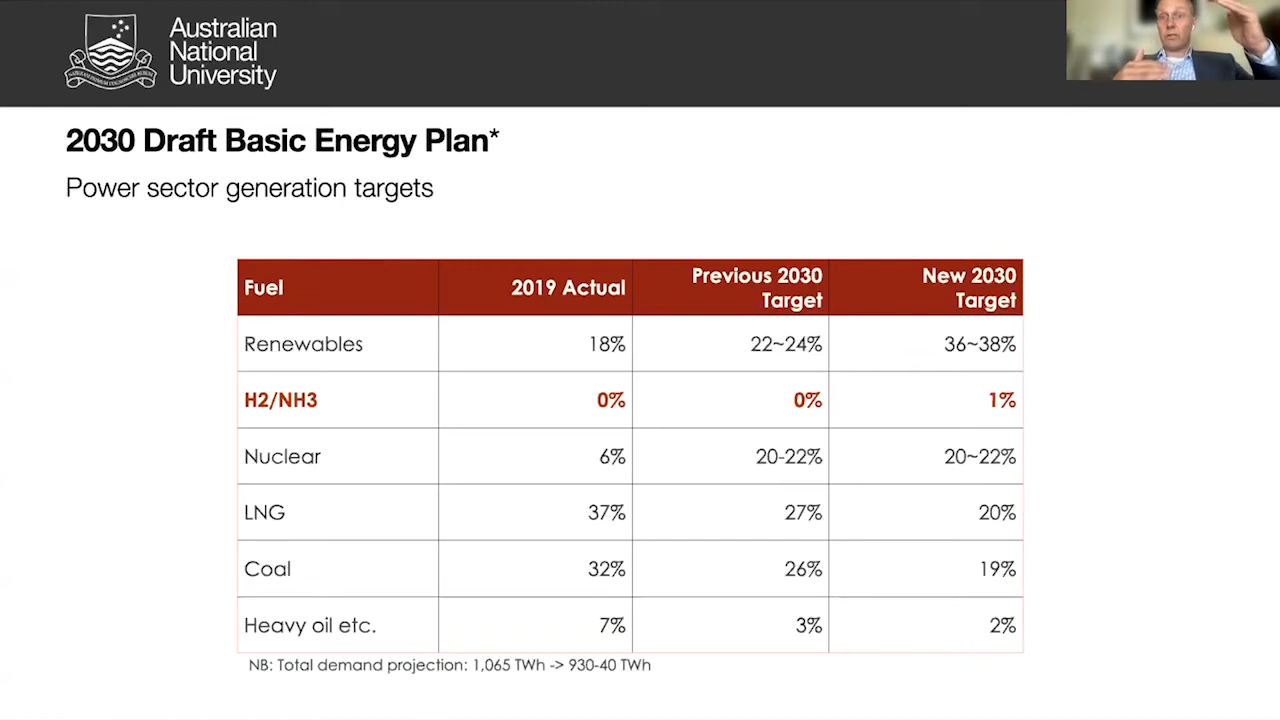 Australian
National
University
2030 Draft Basic Energy Plan*
Power sector generation targets
Fuel 2019 Actual Previous 2030 Target New 2030 Target
Renewables 18% 22~24% 36~38%
H2/NH3 0% 0% 1%
Nuclear 6% 20-22% 20~22%
LNG 37% 27% 20%
Coal 32% 26% 19%
Heavy oil etc. 7% 3% 2%
NB: Total demand projection: 1,065 TWh -> 930-40 TWh